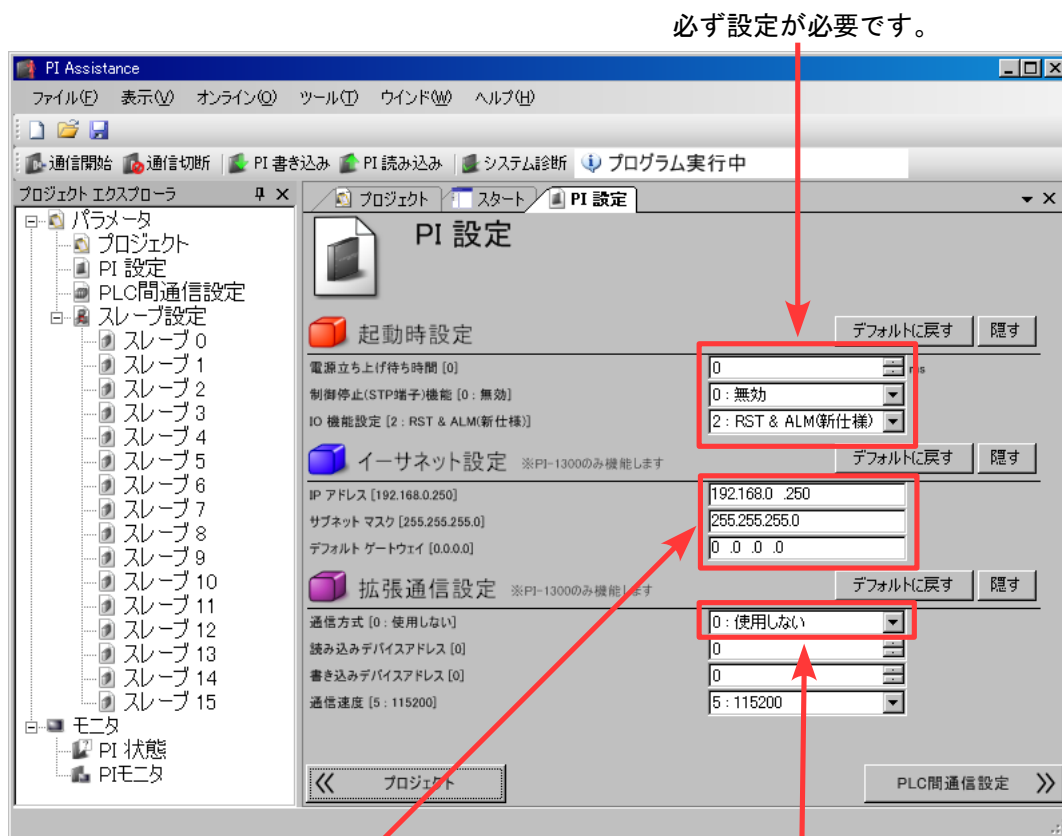 必ず設定が必要です。
PI Assistance
ファイル(F) 表示(V) オンライン(O) ツール(T) ウインドウ(W) ヘルプ(H)
通信開始 通信切断 PI 書き込み PI 読み込み システム診断 プログラム実行中
プロジェクト エクスプローラ
プロジェクト スタート PI 設定
パラメータ
プロジェクト
PI 設定
PLC間通信設定
スレーブ設定
スレーブ 0
スレーブ 1
スレーブ 2
スレーブ 3
スレーブ 4
スレーブ 5
スレーブ 6
スレーブ 7
スレーブ 8
スレーブ 9
スレーブ 10
スレーブ 11
スレーブ 12
スレーブ 13
スレーブ 14
スレーブ 15
モニタ
PI 状態
PIモニタ
PI 設定
起動時設定 デフォルトに戻す 隠す
電源立ち上げ待ち時間 [0] 0 ms
制御停止(STP端子)機能 [0 : 無効] 0 : 無効
IO 機能設定 [2 : RST & ALM(新仕様)] 2 : RST & ALM(新仕様)
イーサネット設定 ※PI-1300のみ機能します デフォルトに戻す 隠す
IP アドレス [192.168.0.250] 192.168.0 .250
サブネット マスク [255.255.255.0] 255.255.255.0
デフォルト ゲートウェイ [0.0.0.0] 0 .0 .0 .0
拡張通信設定 ※PI-1300のみ機能します デフォルトに戻す 隠す
通信方式 [0 : 使用しない] 0 : 使用しない
読み込みデバイスアドレス [0] 0
書き込みデバイスアドレス [0] 0
通信速度 [5 : 115200] 5 : 115200
プロジェクト PLC間通信設定